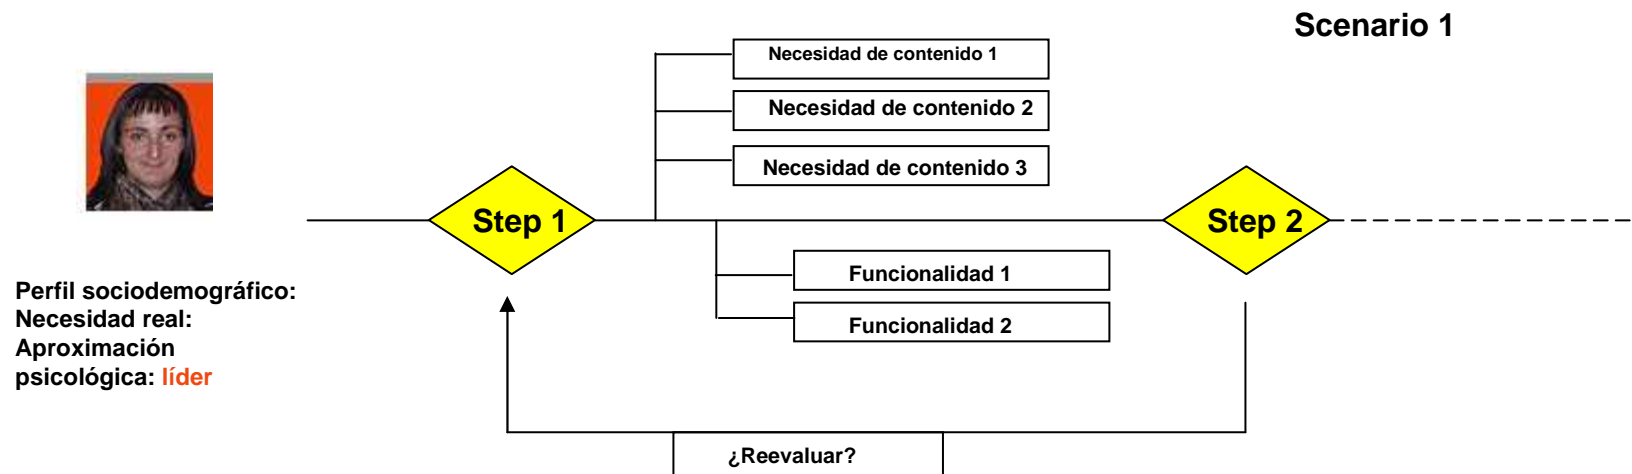 Scenario 1
Necesidad de contenido 1
Necesidad de contenido 2
Necesidad de contenido 3
Step 1
Step 2
Funcionalidad 1
Funcionalidad 2
Perfil sociodemográfico:
Necesidad real:
Aproximación
psicológica: líder
¿Reevaluar?